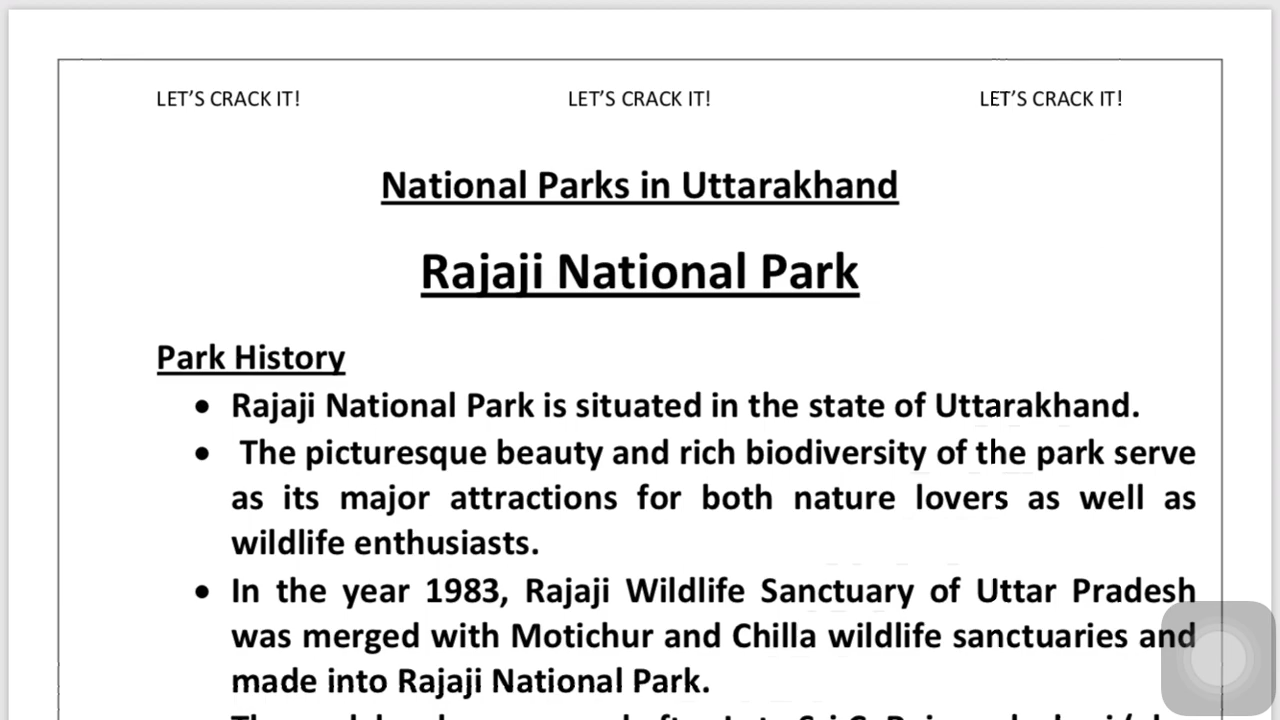 LET’S CRACK IT! LET’S CRACK IT! LET’S CRACK IT!
National Parks in Uttarakhand
Rajaji National Park
Park History
• Rajaji National Park is situated in the state of Uttarakhand.
• The picturesque beauty and rich biodiversity of the park serve
as its major attractions for both nature lovers as well as
wildlife enthusiasts.
• In the year 1983, Rajaji Wildlife Sanctuary of Uttar Pradesh
was merged with Motichur and Chilla wildlife sanctuaries and
made into Rajaji National Park.